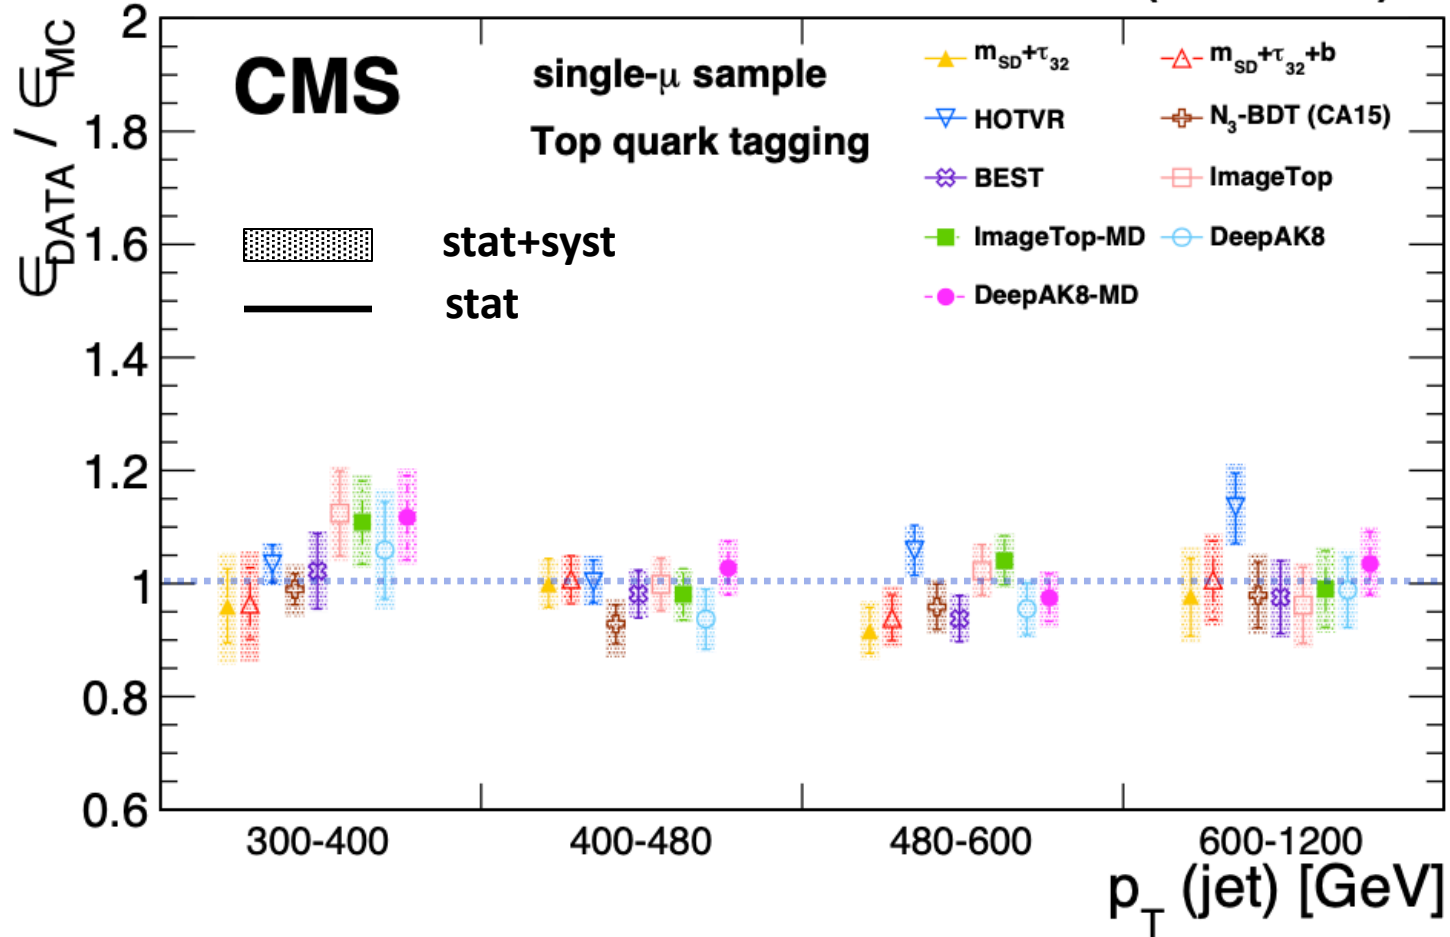 CMS
single-μ sample
Top quark tagging
stat+syst
stat
m_SD+τ_32
m_SD+τ_32+b
HOTVR
N_3-BDT (CA15)
BEST
ImageTop
ImageTop-MD
DeepAK8
DeepAK8-MD
ϵ_DATA / ϵ_MC
2
1.8
1.6
1.4
1.2
1
0.8
0.6
300-400
400-480
480-600
600-1200
p_T (jet) [GeV]